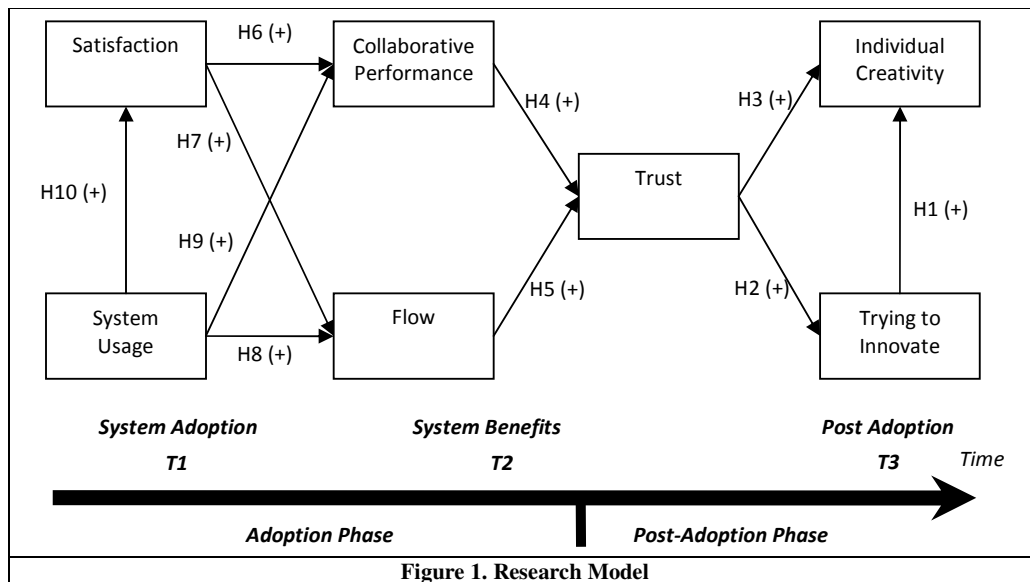 Satisfaction
H6 (+)
Collaborative
Performance
Individual
Creativity
H4 (+)
H3 (+)
H7 (+)
Trust
H10 (+)
H1 (+)
H9 (+)
H5 (+)
H2 (+)
System
Usage
Flow
Trying to
Innovate
H8 (+)
System Adoption
System Benefits
Post Adoption
T1
T2
T3
Time
Adoption Phase
Post-Adoption Phase
Figure 1. Research Model